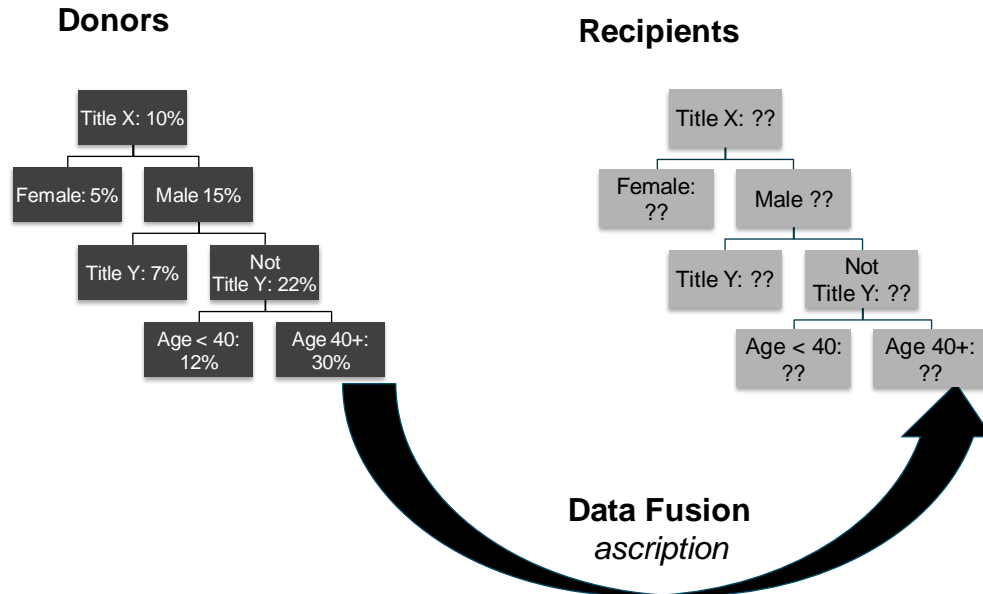 Donors
Title X: 10%
Female: 5%
Male 15%
Title Y: 7%
Not
Title Y: 22%
Age < 40:
12%
Age 40+:
30%
Recipients
Title X: ??
Female:
??
Male ??
Title Y: ??
Not
Title Y: ??
Age < 40:
??
Age 40+:
??
Data Fusion
ascription